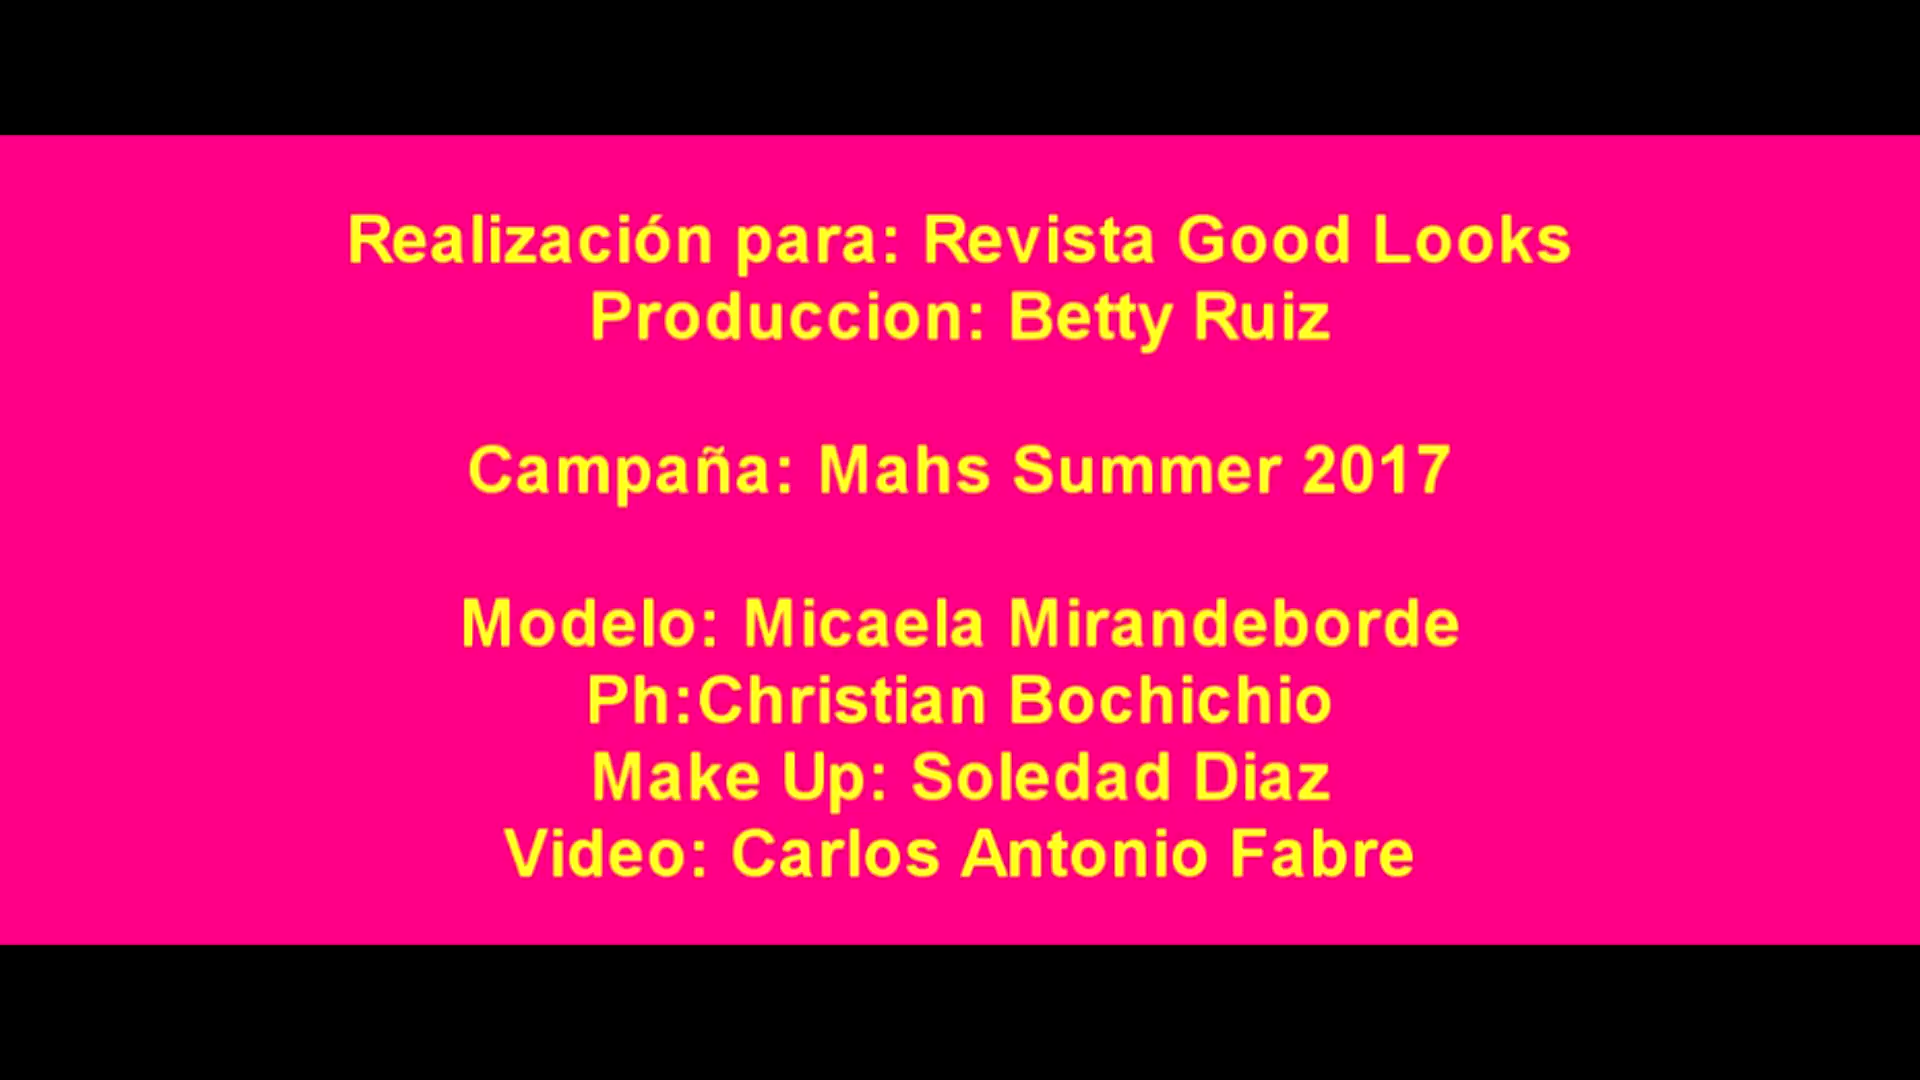 Realización para: Revista Good Looks
Produccion: Betty Ruiz
Campaña: Mahs Summer 2017
Modelo: Micaela Mirandeborde
Ph:Christian Bochichio
Make Up: Soledad Diaz
Video: Carlos Antonio Fabre